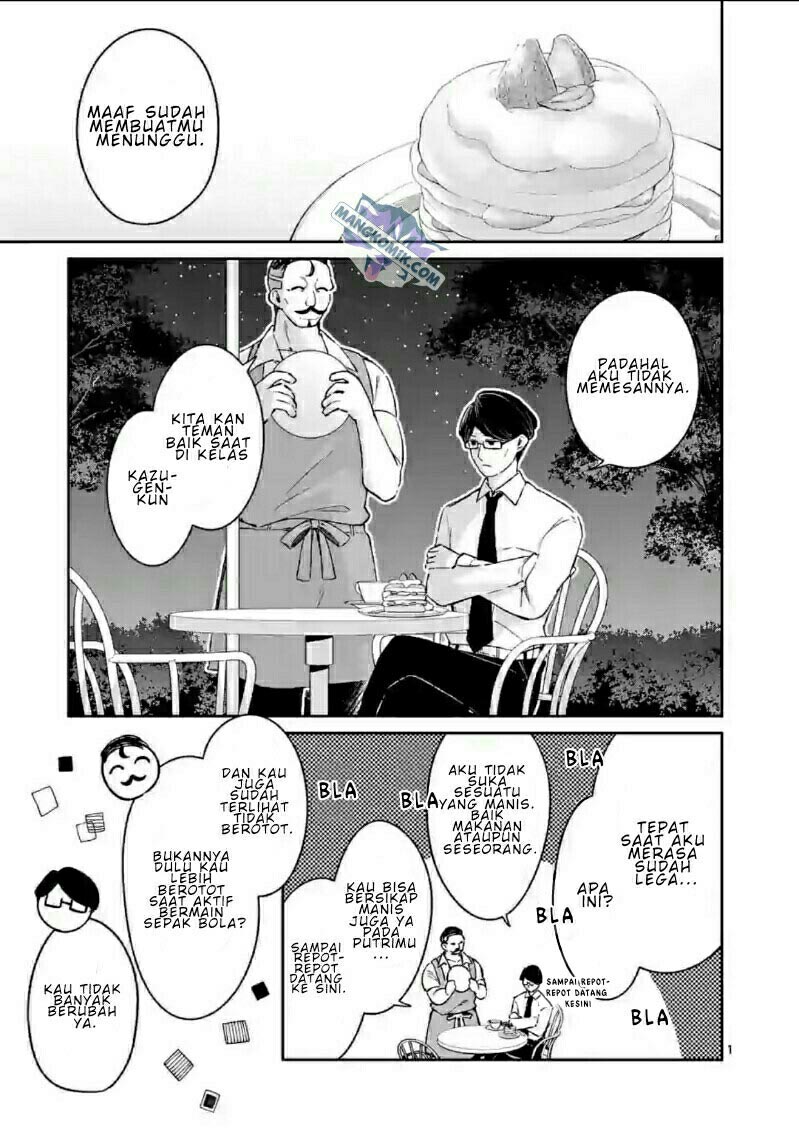 MAAF SUDAH
MEMBUATMU
MENUNGGU.
MANGKOMIK.COM
PADAHAL
AKU TIDAK
MEMESANNYA.
KITA KAN
TEMAN
BAIK SAAT
DI KELAS
KAZU-
GEN-
KUN
TEPAT
SAAT AKU
MERASA
SUDAH
LEGA...
APA
INI?
BLA
BLA
BLA
BLA
BLA
AKU TIDAK
SUKA
SESUATU
YANG MANIS.
BAIK
MAKANAN
ATAUPUN
SESEORANG.
KAU BISA
BERSIKAP
MANIS
JUGA YA
PADA
PUTRIMU
...
SAMPAI
REPOT-
REPOT
DATANG
KE SINI.
SAMPAI REPOT-
REPOT DATANG
KESINI
DAN KAU
JUGA
SUDAH
TERLIHAT
TIDAK
BEROTOT.
BUKANNYA
DULU KAU
LEBIH
BEROTOT
SAAT AKTIF
BERMAIN
SEPAK BOLA?
KAU TIDAK
BANYAK
BERUBAH
YA.
1